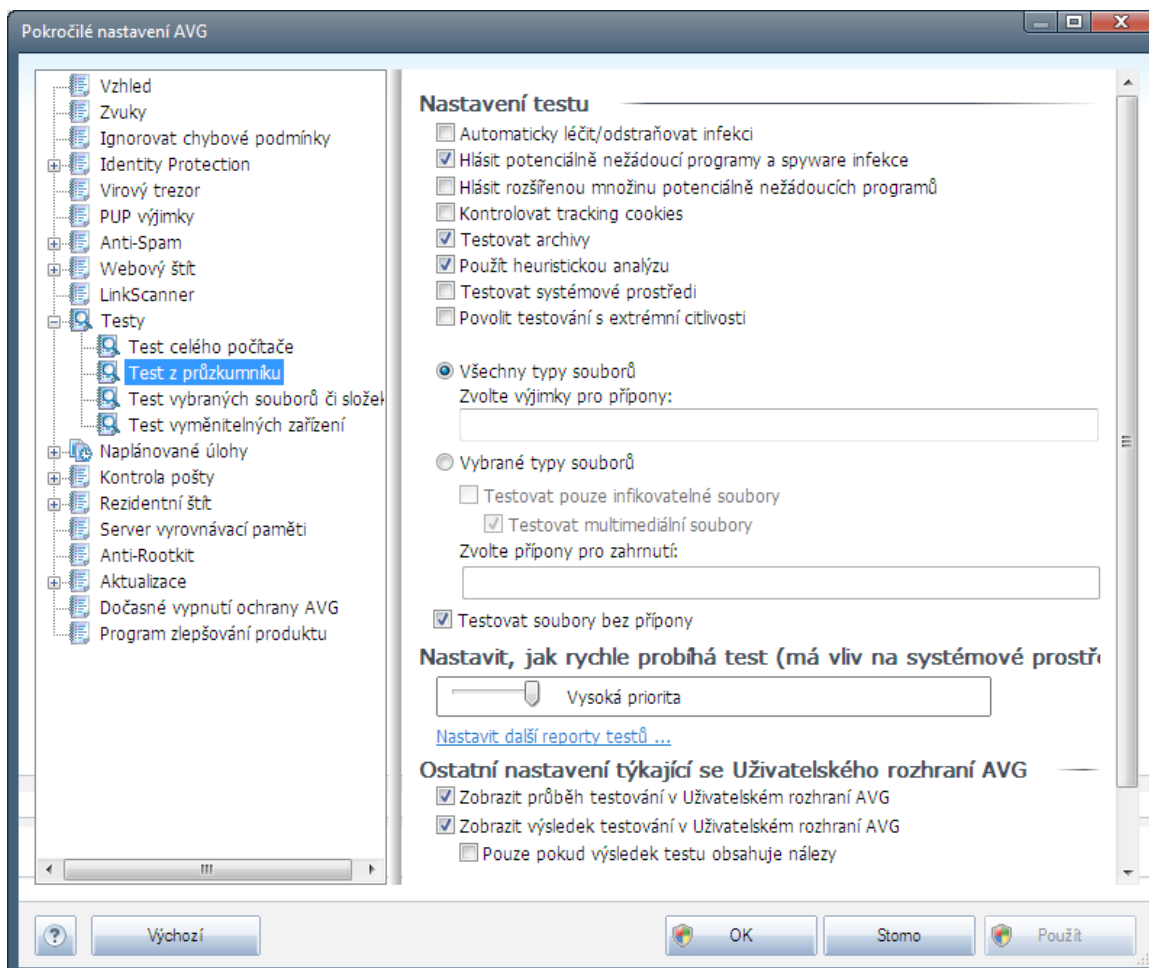 Pokročilé nastavení AVG
Vzhled
Zvuky
Ignorovat chybové podmínky
Identity Protection
Virový trezor
PUP výjimky
Anti-Spam
Webový štít
LinkScanner
Testy
Test celého počítače
Test z průzkumníku
Test vybraných souborů či složek
Test vyměnitelných zařízení
Naplánované úlohy
Kontrola pošty
Rezidentní štít
Server vyrovnávací paměti
Anti-Rootkit
Aktualizace
Dočasné vypnutí ochrany AVG
Program zlepšování produktu
Nastavení testu
Automaticky léčit/odstraňovat infekci
Hlásit potenciálně nežádoucí programy a spyware infekce
Hlásit rozšířenou množinu potenciálně nežádoucích programů
Kontrolovat tracking cookies
Testovat archivy
Použít heuristickou analýzu
Testovat systémové prostředi
Povolit testování s extrémní citlivosti
Všechny typy souborů
Zvolte výjimky pro přípony:
Vybrané typy souborů
Testovat pouze infikovatelné soubory
Testovat multimediální soubory
Zvolte přípony pro zahrnutí:
Testovat soubory bez přípony
Nastavit, jak rychle probíhá test (má vliv na systémové prostře
Vysoká priorita
Nastavit další reporty testů ...
Ostatní nastavení týkající se Uživatelského rozhraní AVG
Zobrazit průběh testování v Uživatelském rozhraní AVG
Zobrazit výsledek testování v Uživatelském rozhraní AVG
Pouze pokud výsledek testu obsahuje nálezy
Výchozí
OK
Stomo
Použít